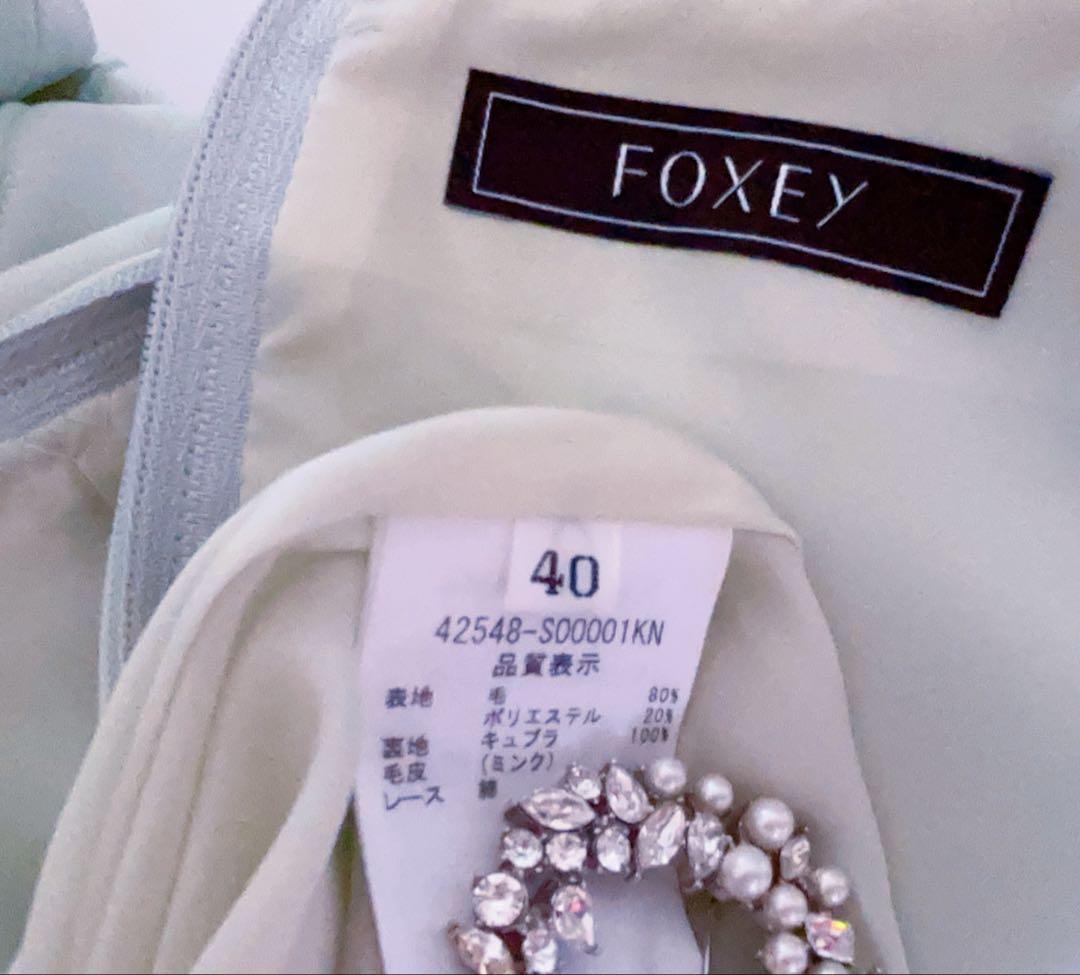 FOXEY
40
42548-S00001KN
品質表示
表地 毛 80%
ポリエステル 20%
裏地 キュプラ 100%
毛皮 (ミンク)
レース 綿